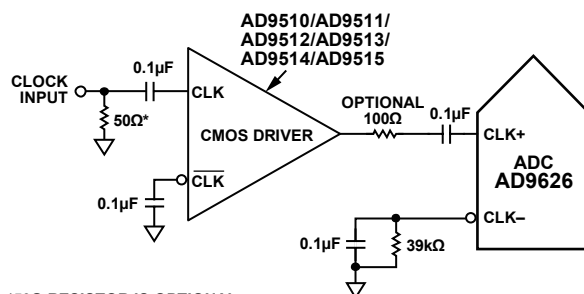 AD9510/AD9511/
AD9512/AD9513/
AD9514/AD9515
CLOCK
INPUT
0.1µF
CLK
50Ω*
CMOS DRIVER
OPTIONAL
100Ω
0.1µF
CLK+
ADC
AD9626
CLK
0.1µF
CLK–
0.1µF
39kΩ